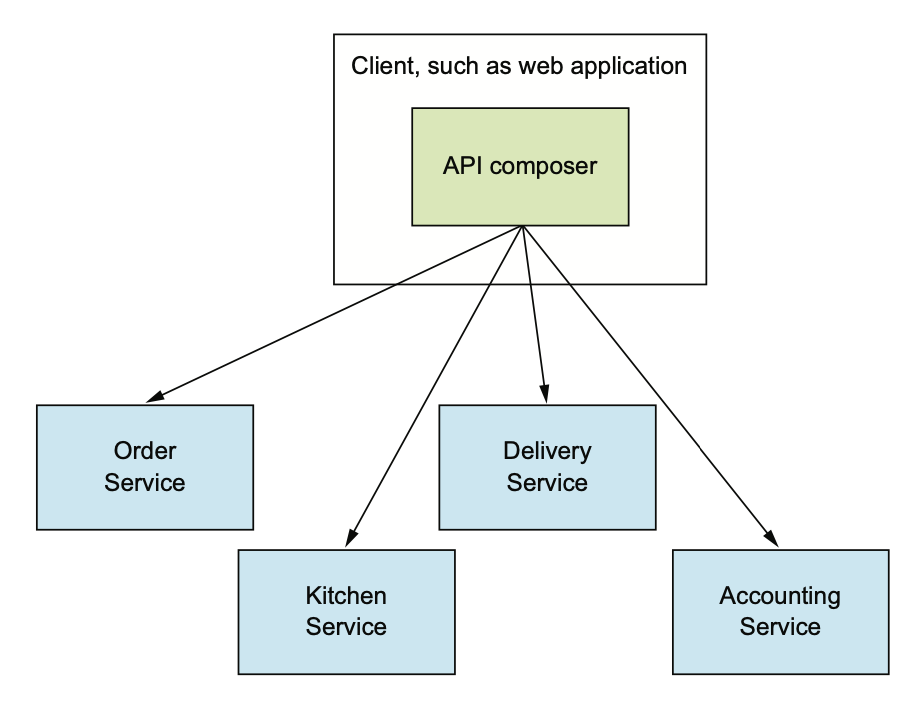 Client, such as web application
API composer
Order
Service
Delivery
Service
Kitchen
Service
Accounting
Service